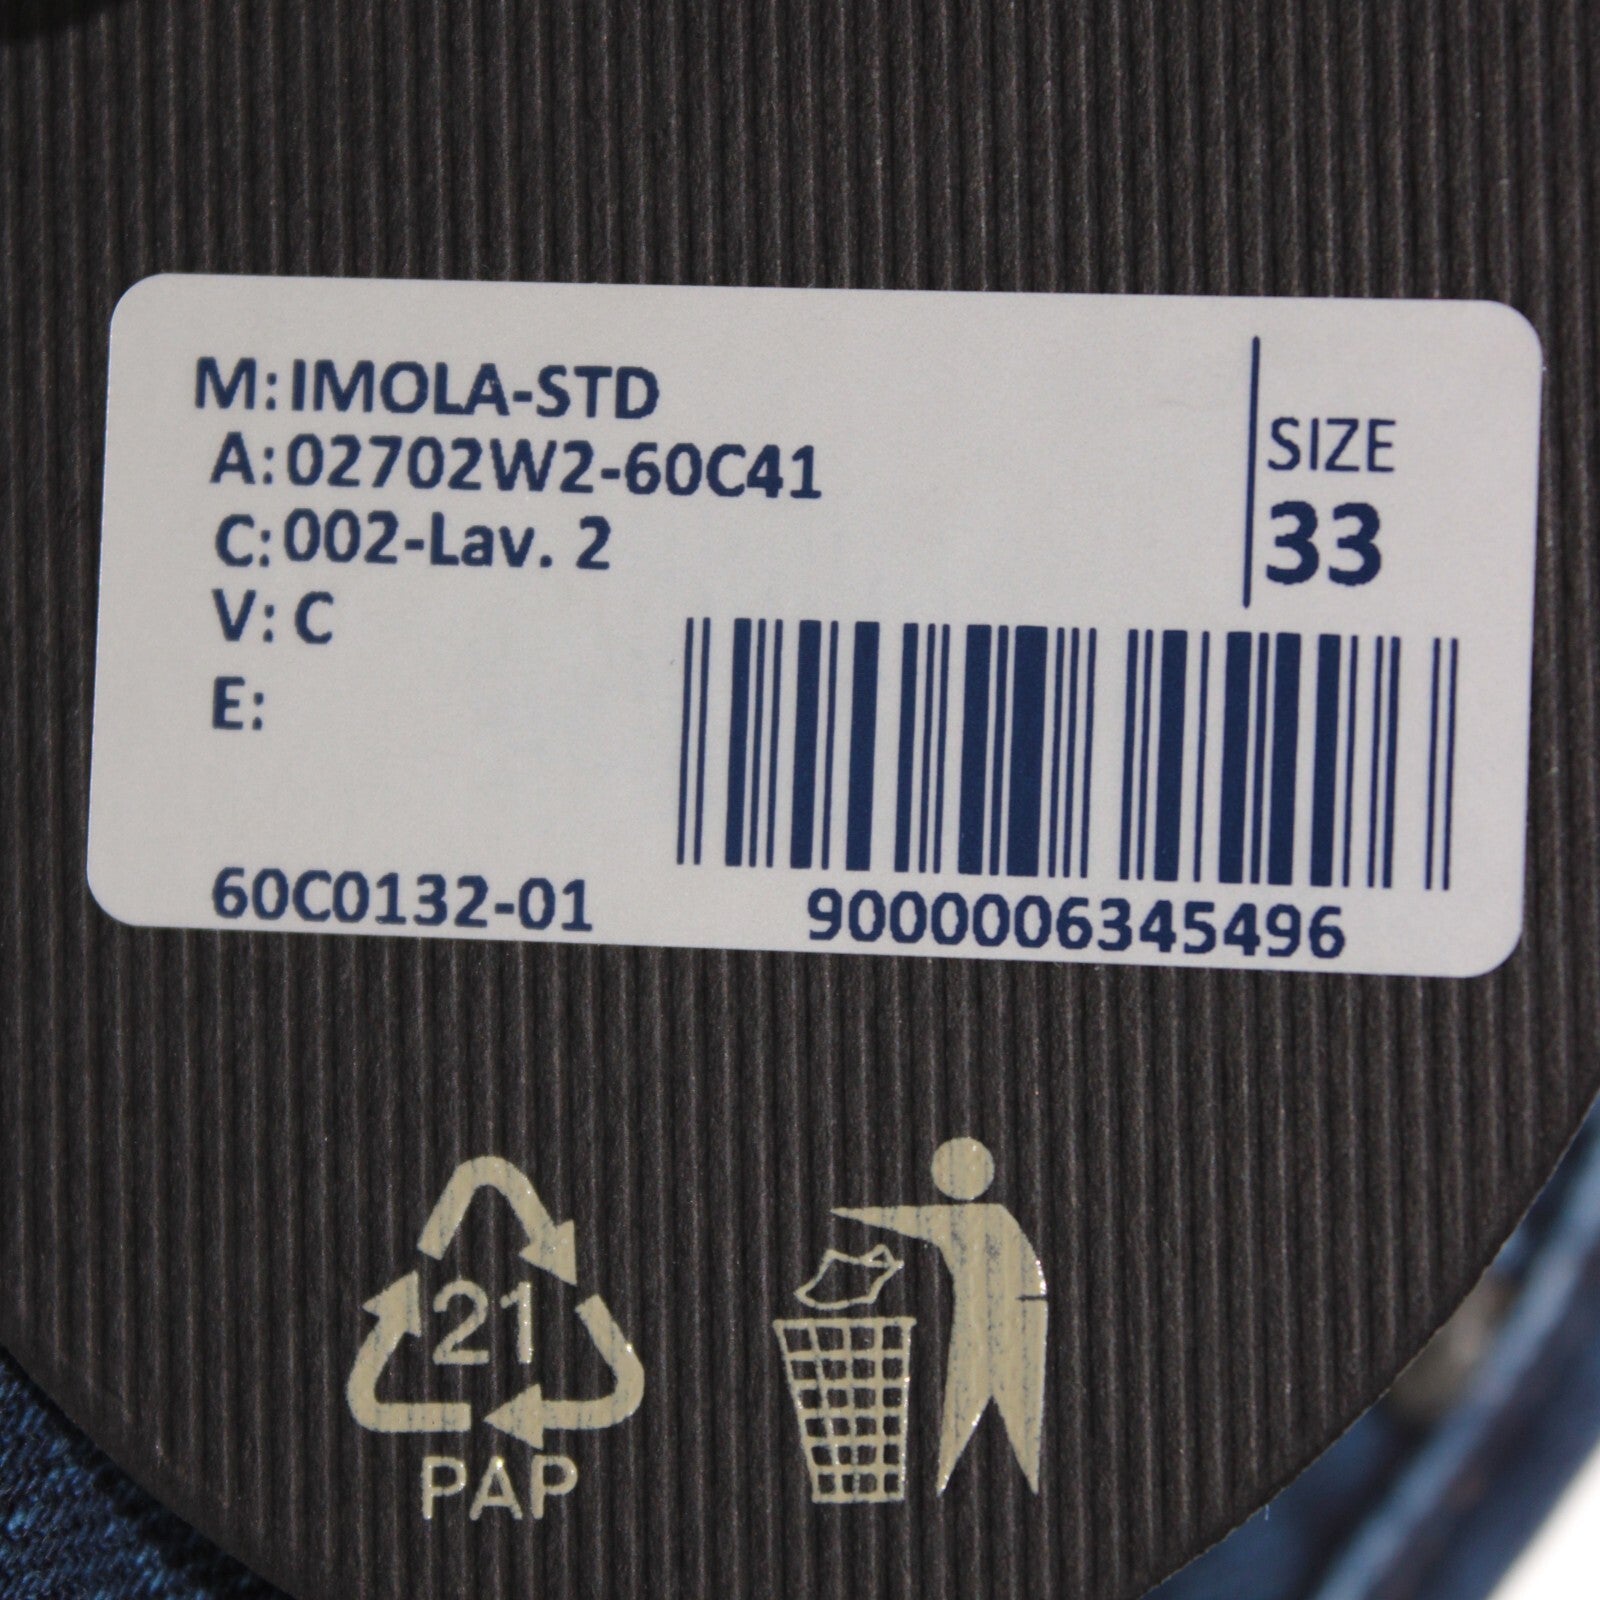 M: IMOLA-STD
A: 02702W2-60C41
C: 002-Lav. 2
V: C
E:
SIZE
33
60C0132-01
9000006345496
21
PAP